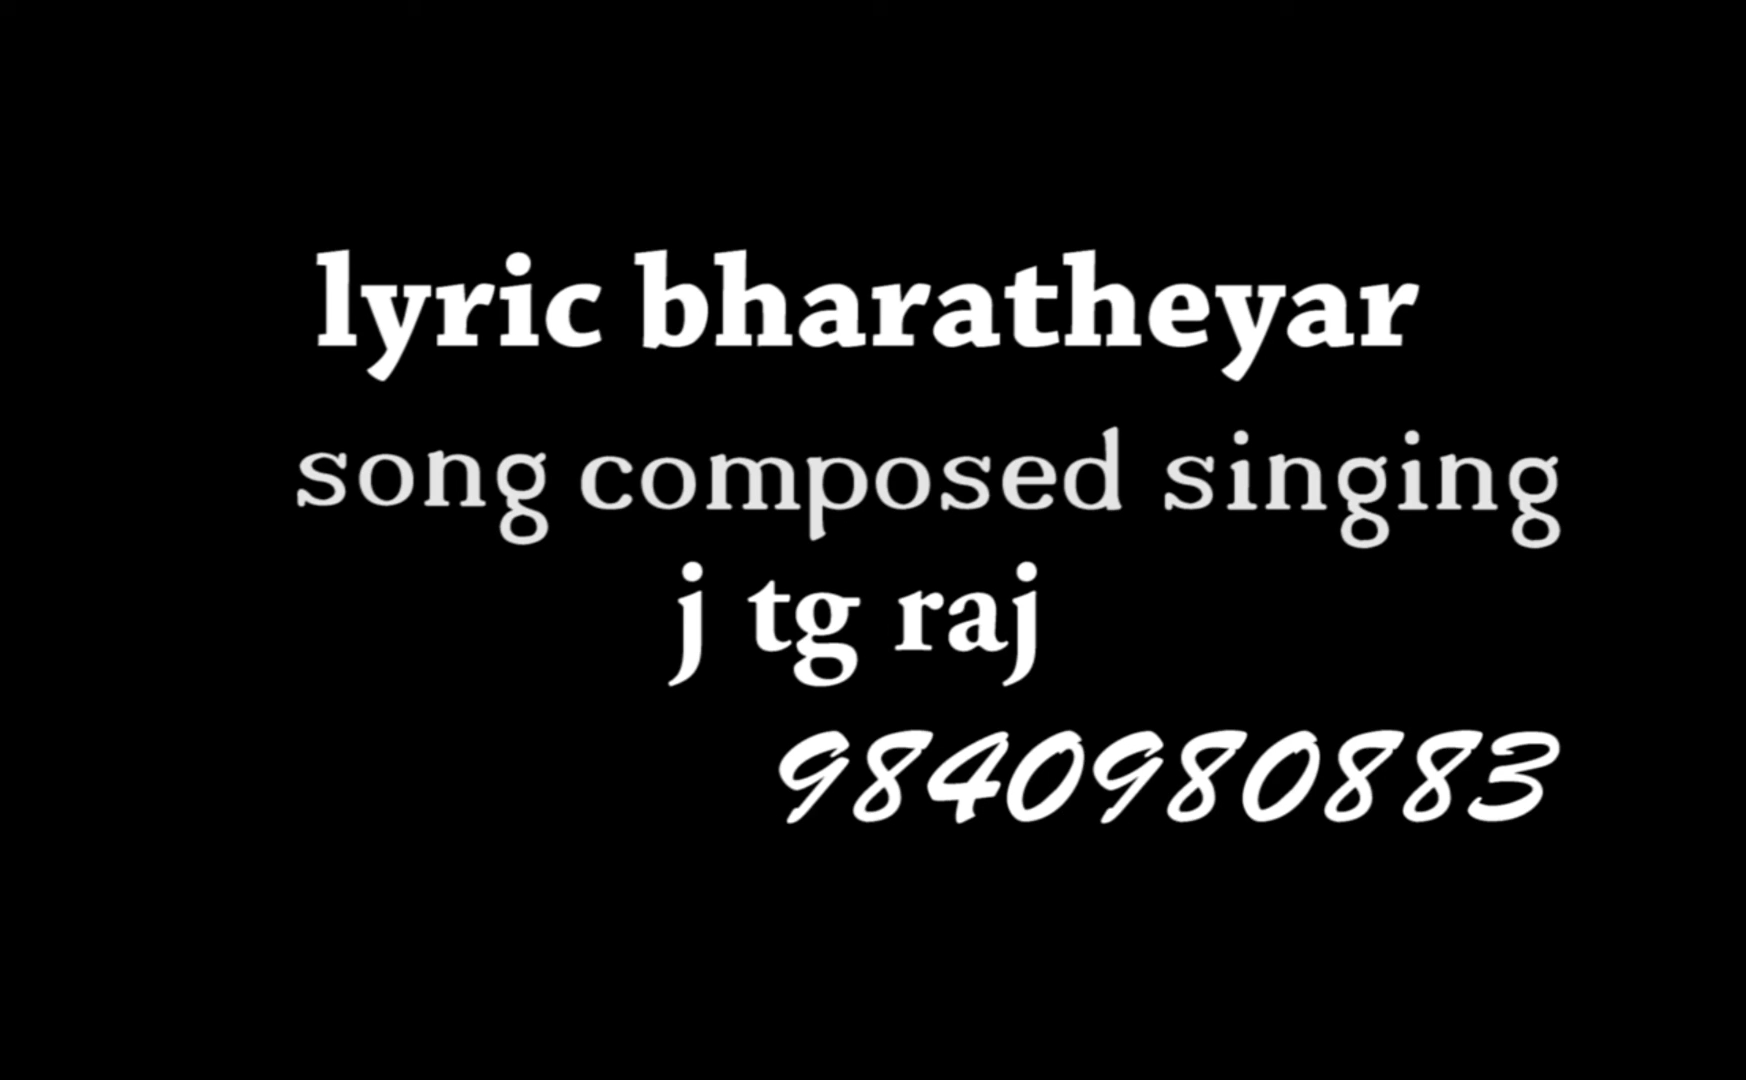 lyric bharatheyar
song composed singing
j tg raj
9840980883